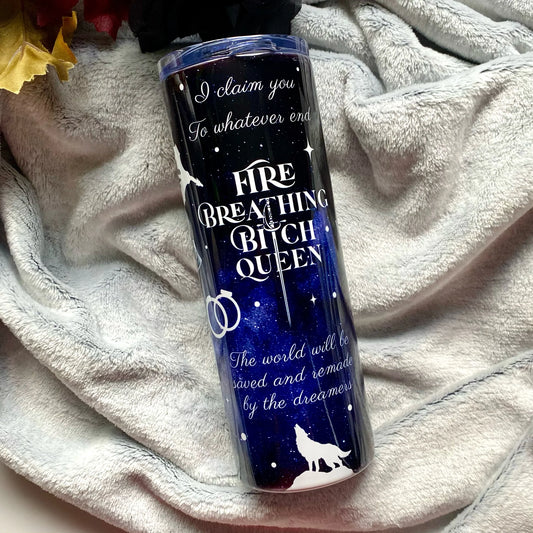 I claim you
To whatever end
FIRE
BREATHING
BITCH
QUEEN
The world will be
saved and remade
by the dreamers